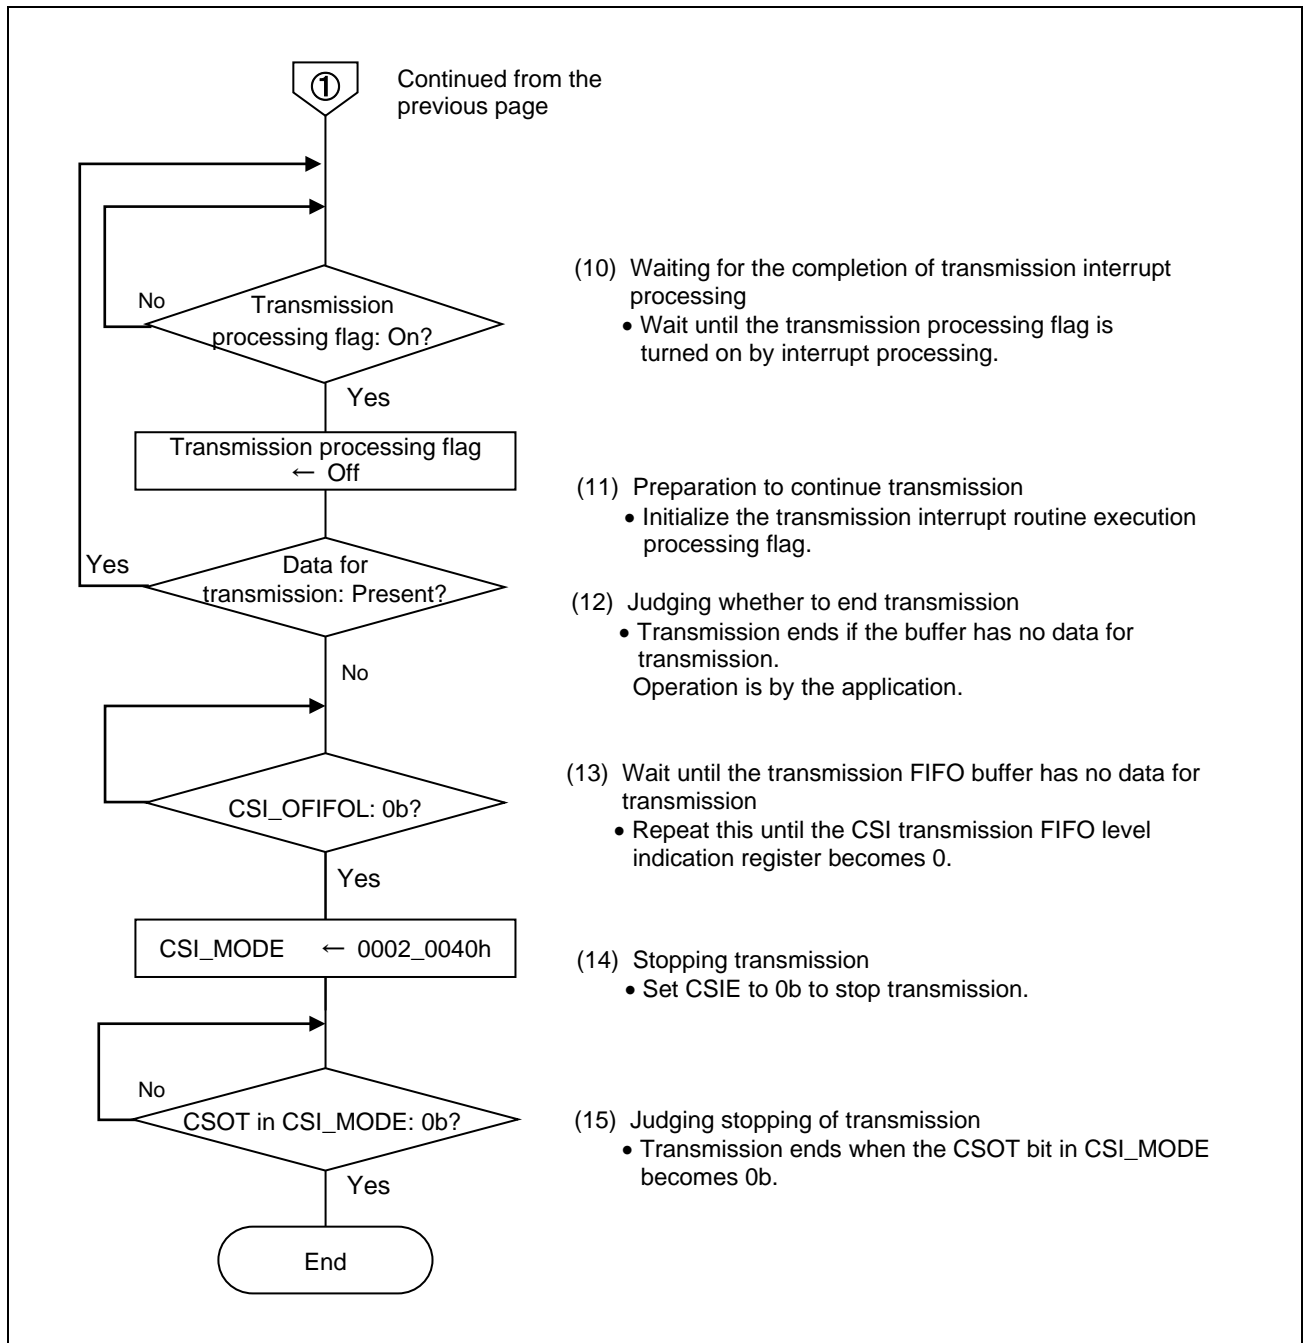 ①
Continued from the
previous page
(10) Waiting for the completion of transmission interrupt
processing
• Wait until the transmission processing flag is
turned on by interrupt processing.
No
Transmission
processing flag: On?
Yes
Transmission processing flag
← Off
(11) Preparation to continue transmission
• Initialize the transmission interrupt routine execution
processing flag.
Yes
Data for
transmission: Present?
(12) Judging whether to end transmission
• Transmission ends if the buffer has no data for
transmission.
Operation is by the application.
No
(13) Wait until the transmission FIFO buffer has no data for
transmission
• Repeat this until the CSI transmission FIFO level
indication register becomes 0.
CSI_OFIFOL: 0b?
Yes
CSI_MODE ← 0002_0040h
(14) Stopping transmission
• Set CSIE to 0b to stop transmission.
No
CSOT in CSI_MODE: 0b?
(15) Judging stopping of transmission
• Transmission ends when the CSOT bit in CSI_MODE
becomes 0b.
Yes
End